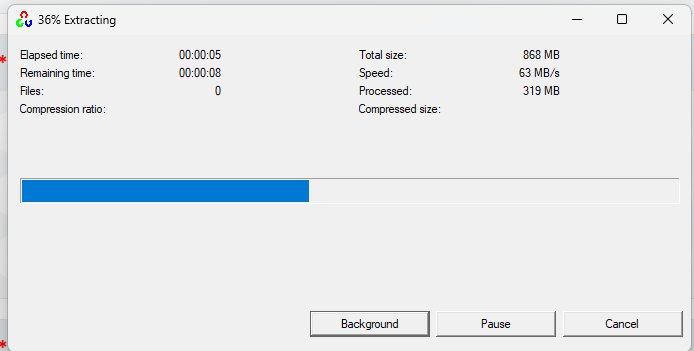 36% Extracting
Elapsed time: 00:00:05 Total size: 868 MB
Remaining time: 00:00:08 Speed: 63 MB/s
Files: 0 Processed: 319 MB
Compression ratio: Compressed size:
Background Pause Cancel
*
*